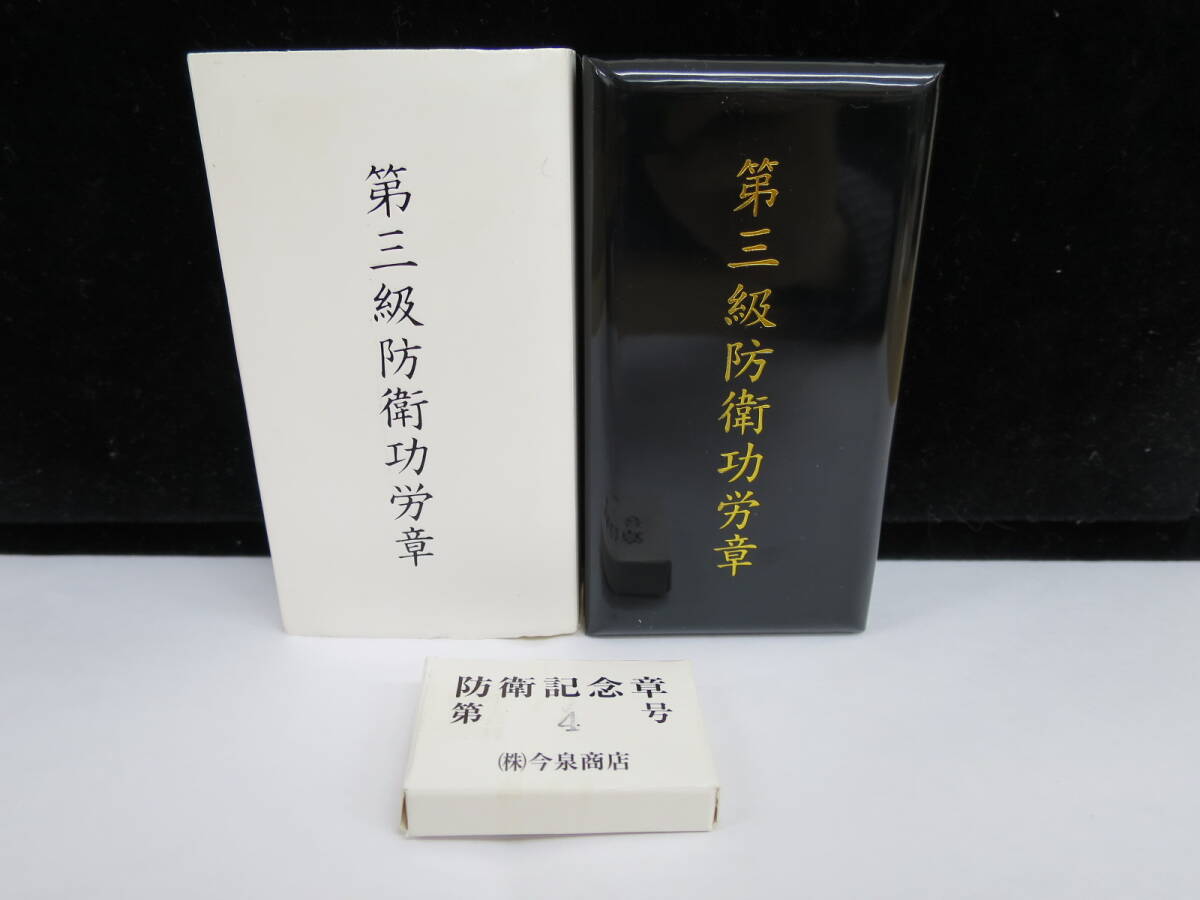 第三級防衛功労章
第三級防衛功労章
防衛記念章
第 4 号
㈱今泉商店